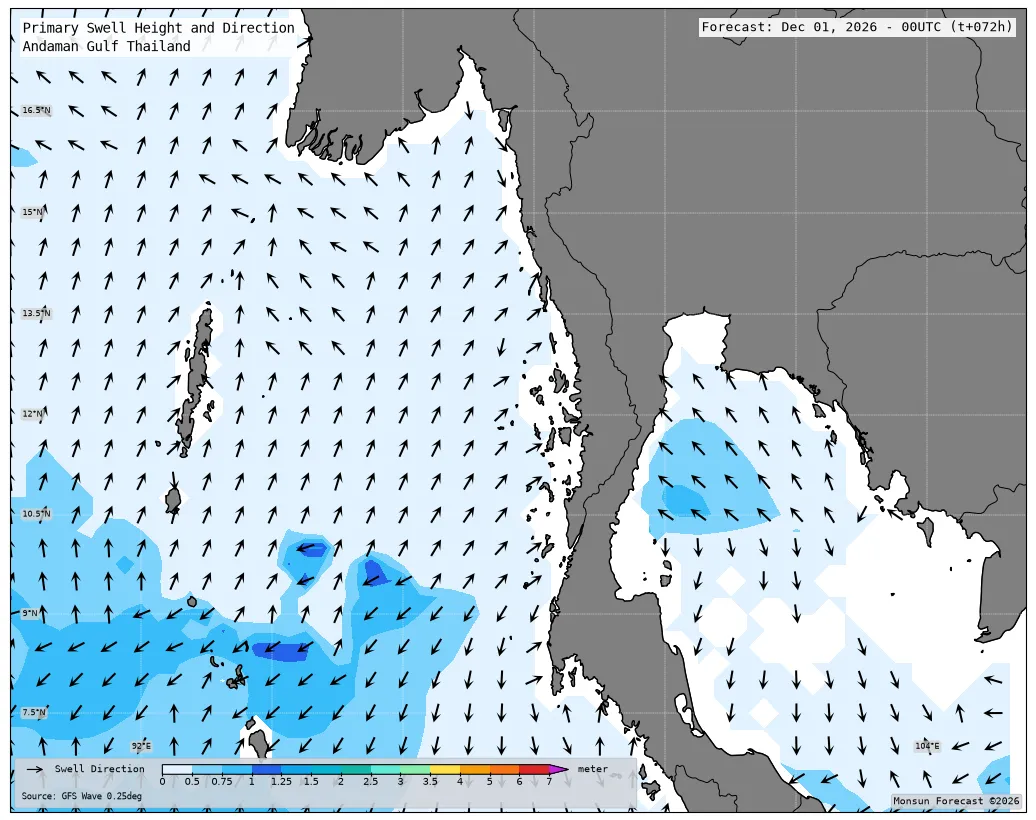 Primary Swell Height and Direction
Andaman Gulf Thailand
Forecast: Dec 01, 2026 - 00UTC (t+072h)
16.5°N
15°N
13.5°N
12°N
10.5°N
9°N
7.5°N
92°E
104°E
Swell Direction
meter
0 0.5 0.75 1 1.25 1.5 2 2.5 3 3.5 4 5 6 7
Source: GFS Wave 0.25deg
Monsun Forecast ©2026